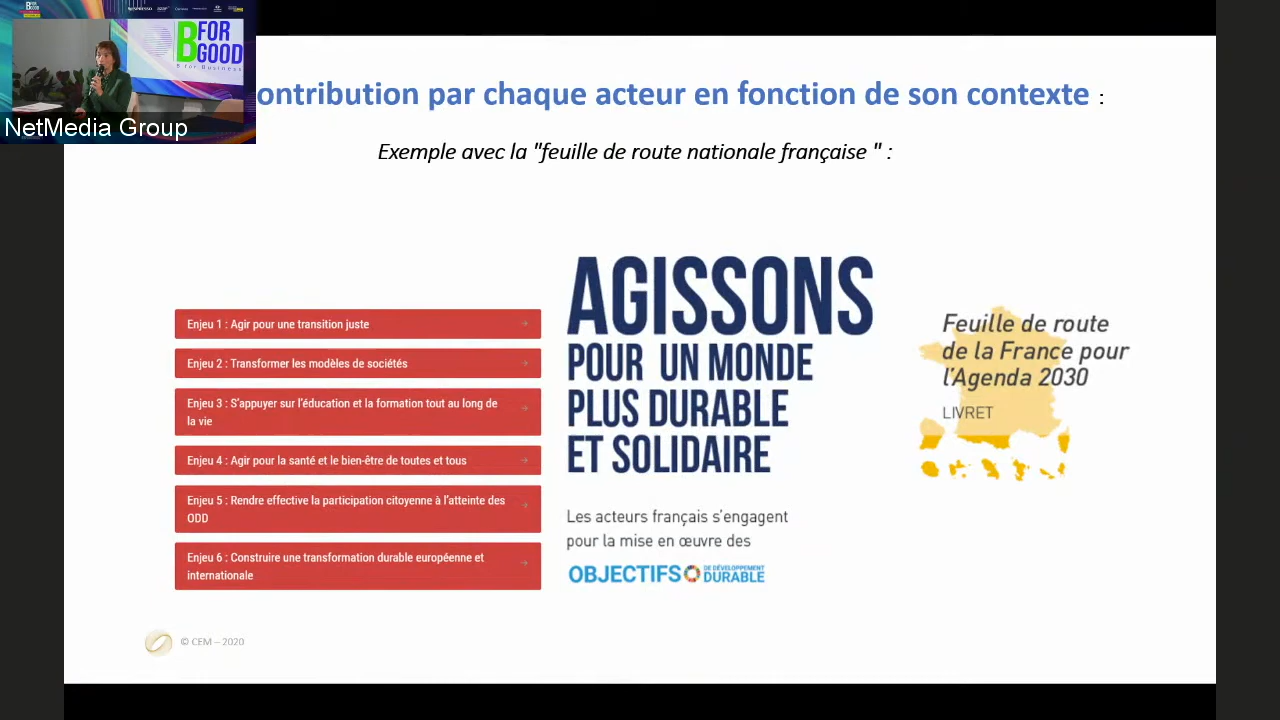 B FOR
GOOD
nespresso
B FOR
GOOD
B for Business
NetMedia Group
ontribution par chaque acteur en fonction de son contexte :
Exemple avec la "feuille de route nationale française " :
Enjeu 1 : Agir pour une transition juste
Enjeu 2 : Transformer les modèles de sociétés
Enjeu 3 : S'appuyer sur l'éducation et la formation tout au long de
la vie
Enjeu 4 : Agir pour la santé et le bien-être de toutes et tous
Enjeu 5 : Rendre effective la participation citoyenne à l'atteinte des
ODD
Enjeu 6 : Construire une transformation durable européenne et
internationale
AGISSONS
POUR UN MONDE
PLUS DURABLE
ET SOLIDAIRE
Les acteurs français s'engagent
pour la mise en œuvre des
OBJECTIFS DE DÉVELOPPEMENT
DURABLE
Feuille de route
de la France pour
l'Agenda 2030
LIVRET
© CEM – 2020